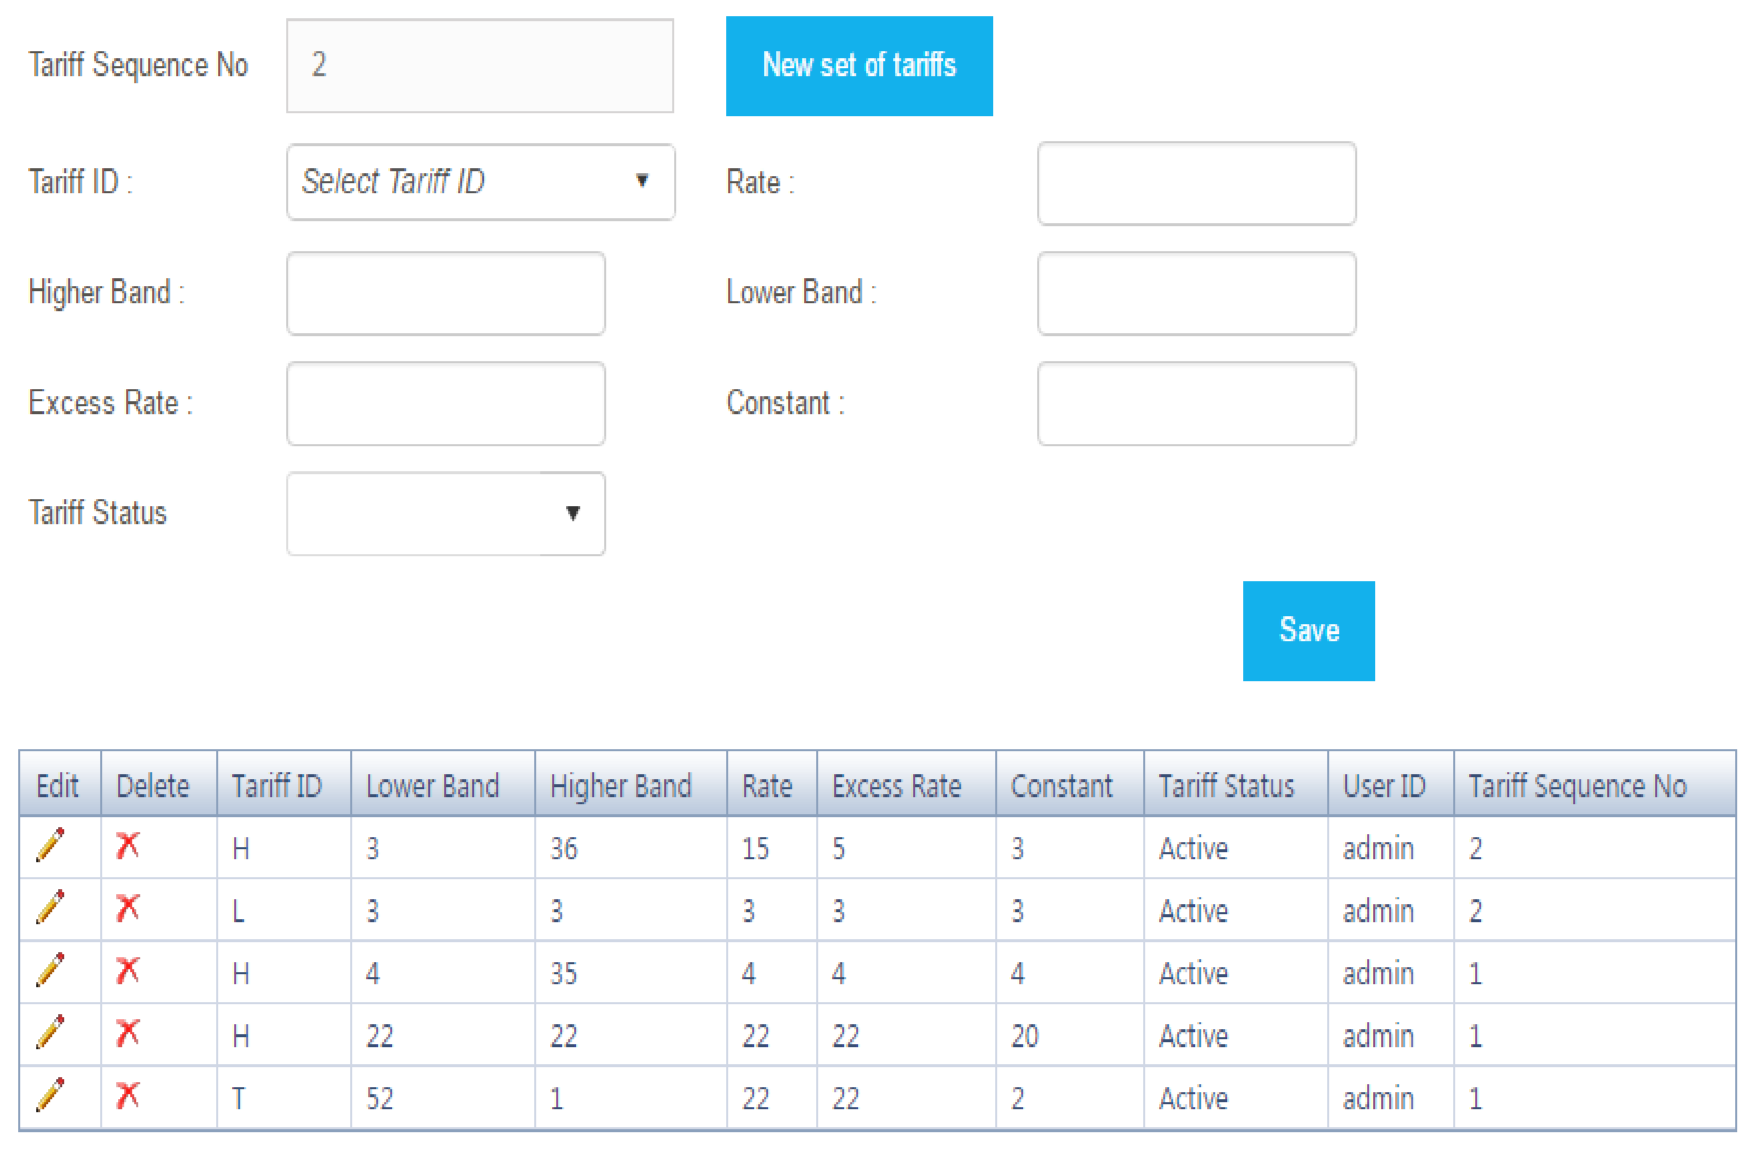 Tariff Sequence No 2 New set of tariffs
Tariff ID : Select Tariff ID Rate :
Higher Band : Lower Band :
Excess Rate : Constant :
Tariff Status
Save
Edit Delete Tariff ID Lower Band Higher Band Rate Excess Rate Constant Tariff Status User ID Tariff Sequence No
H 3 36 15 5 3 Active admin 2
L 3 3 3 3 3 Active admin 2
H 4 35 4 4 4 Active admin 1
H 22 22 22 22 20 Active admin 1
T 52 1 22 22 2 Active admin 1